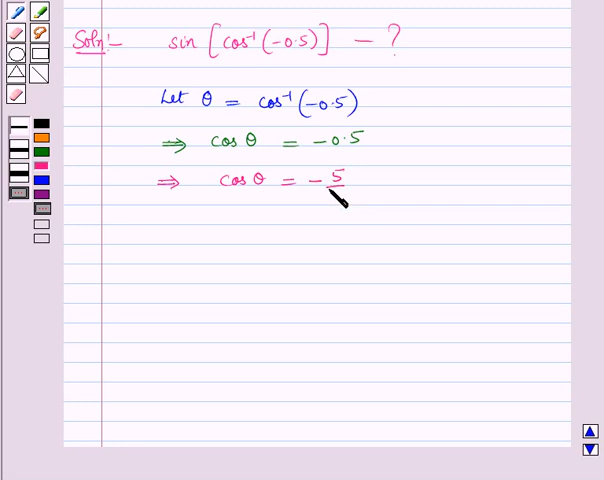 Soln:- sin [cos⁻¹(-0.5)] - ?
Let θ = cos⁻¹(-0.5)
⇒ cos θ = -0.5
⇒ cos θ = - 5